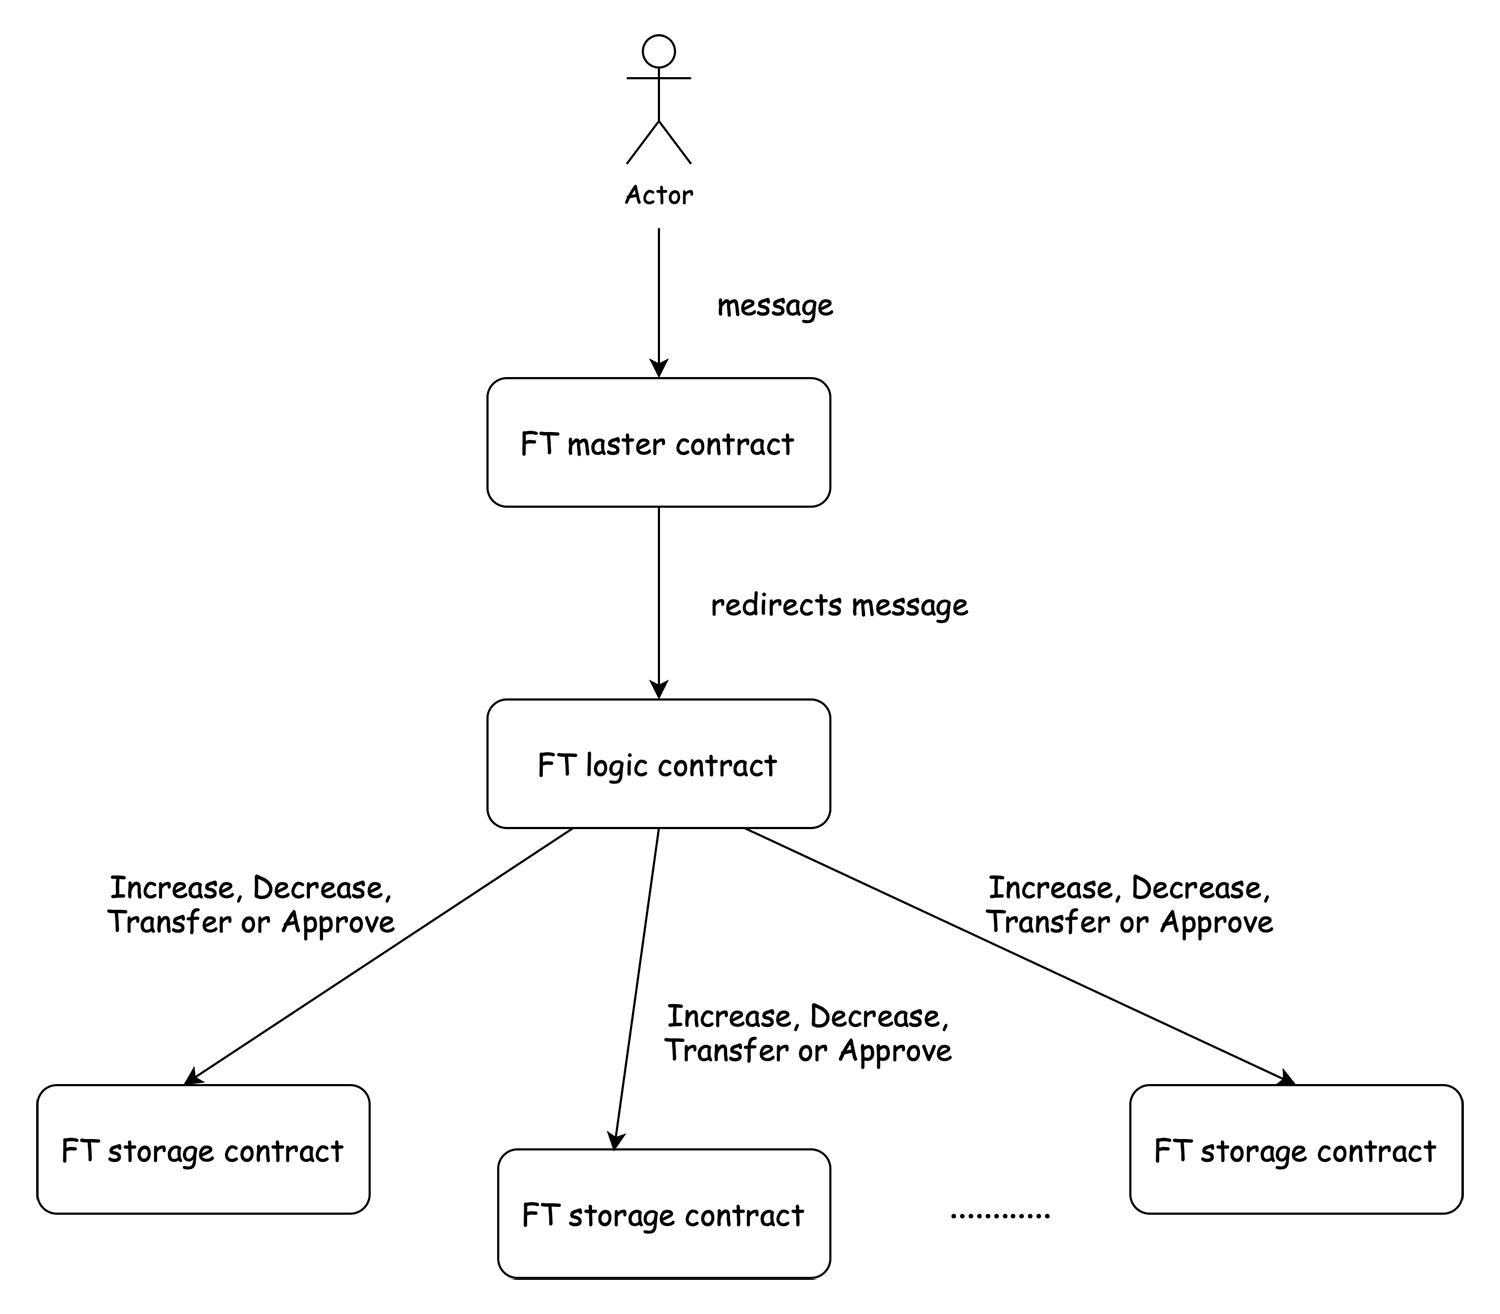 Actor
message
FT master contract
redirects message
FT logic contract
Increase, Decrease,
Transfer or Approve
Increase, Decrease,
Transfer or Approve
Increase, Decrease,
Transfer or Approve
FT storage contract
FT storage contract
............
FT storage contract